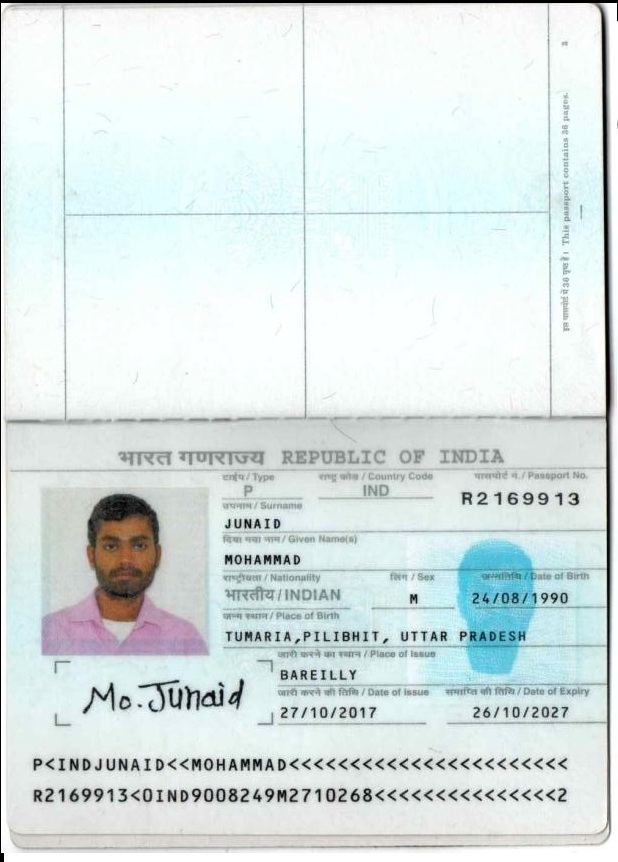 3
इस पासपोर्ट में 36 पृष्ठ हैं। This passport contains 36 pages.
भारत गणराज्य REPUBLIC OF INDIA
टाईप / Type
राष्ट्र कोड / Country Code
पासपोर्ट नं. / Passport No.
P
IND
R2169913
उपनाम / Surname
JUNAID
दिया गया नाम / Given Name(s)
MOHAMMAD
राष्ट्रीयता / Nationality
लिंग / Sex
जन्मतिथि / Date of Birth
भारतीय / INDIAN
M
24/08/1990
जन्म स्थान / Place of Birth
TUMARIA,PILIBHIT, UTTAR PRADESH
जारी करने का स्थान / Place of Issue
BAREILLY
जारी करने की तिथि / Date of Issue
समाप्ति की तिथि / Date of Expiry
27/10/2017
26/10/2027
Mo. Junaid
P<INDJUNAID<<MOHAMMAD<<<<<<<<<<<<<<<<<<<<<<<
R2169913<0IND9008249M2710268<<<<<<<<<<<<<<<2